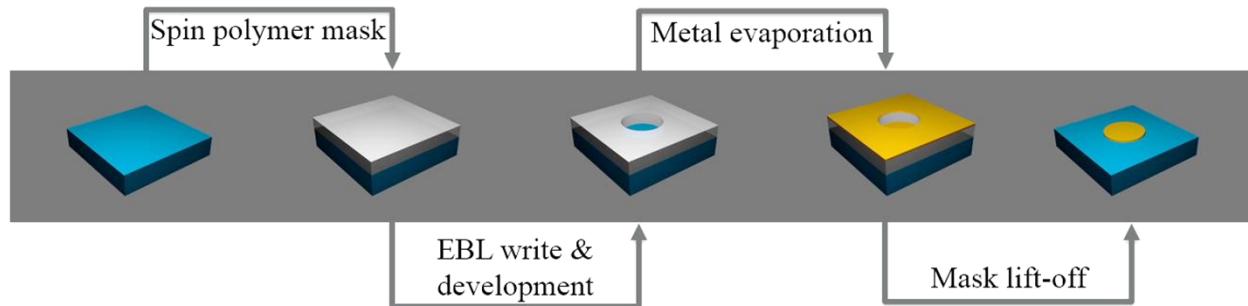 Spin polymer mask
EBL write &
development
Metal evaporation
Mask lift-off